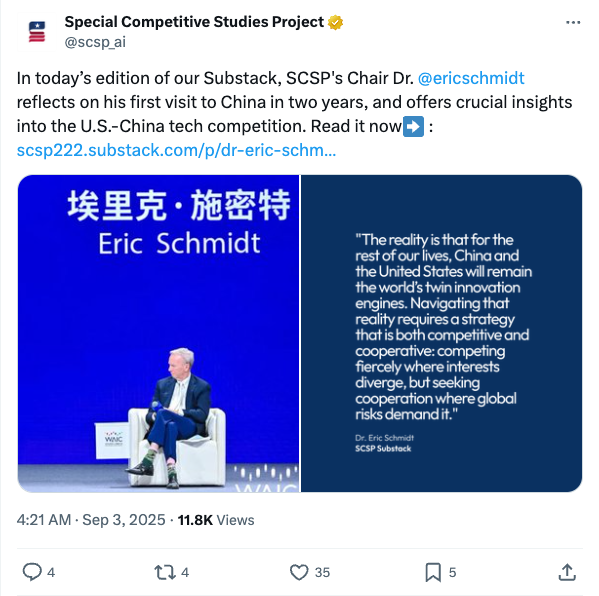 Special Competitive Studies Project
@scsp_ai
In today’s edition of our Substack, SCSP's Chair Dr. @ericschmidt
reflects on his first visit to China in two years, and offers crucial insights
into the U.S.-China tech competition. Read it now➡️ :
scsp222.substack.com/p/dr-eric-schm...
埃里克·施密特
Eric Schmidt
WAIC
WAIC
"The reality is that for the
rest of our lives, China and
the United States will remain
the world's twin innovation
engines. Navigating that
reality requires a strategy
that is both competitive and
cooperative: competing
fiercely where interests
diverge, but seeking
cooperation where global
risks demand it."
Dr. Eric Schmidt
SCSP Substack
4:21 AM · Sep 3, 2025 · 11.8K Views
4 4 35 5